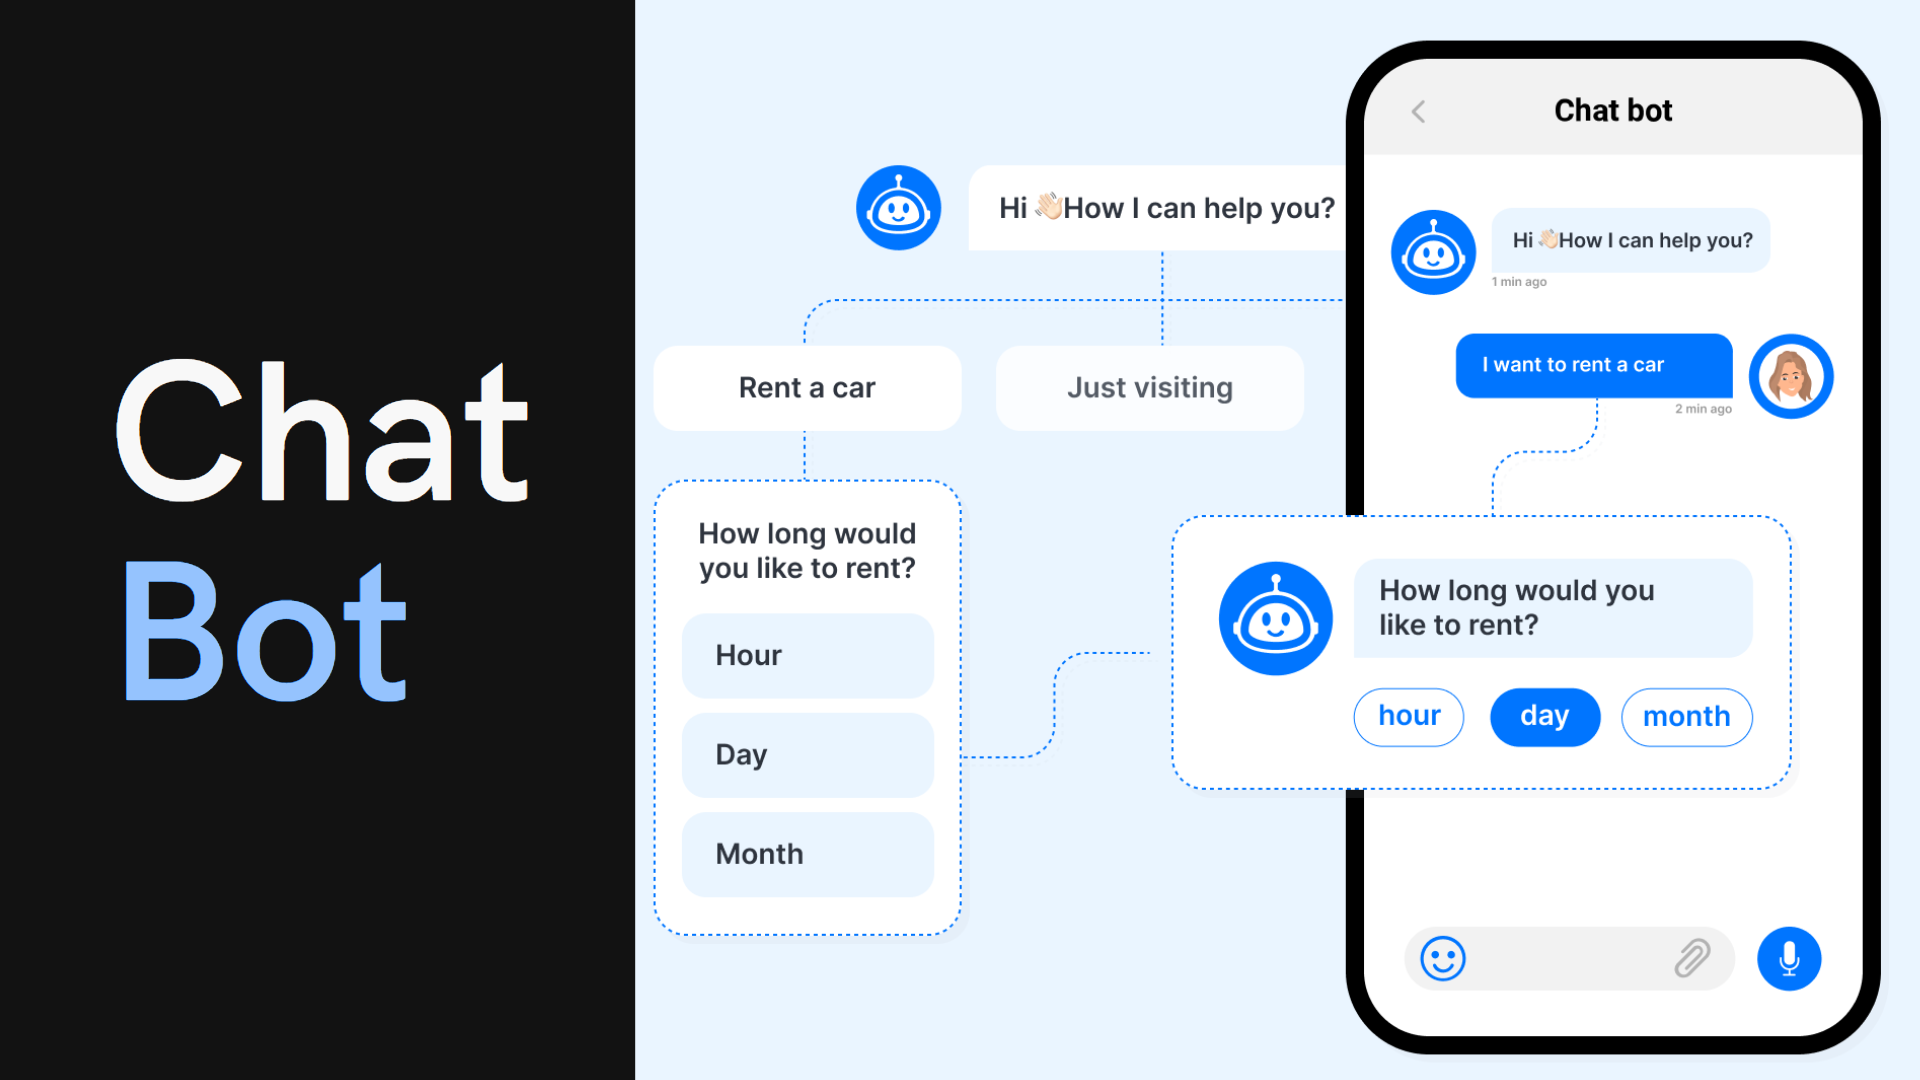 Chat
Bot
Hi 👋🏻How I can help you?
Rent a car
Just visiting
How long would
you like to rent?
Hour
Day
Month
Chat bot
Hi 👋🏻How I can help you?
1 min ago
I want to rent a car
2 min ago
How long would you
like to rent?
hour
day
month